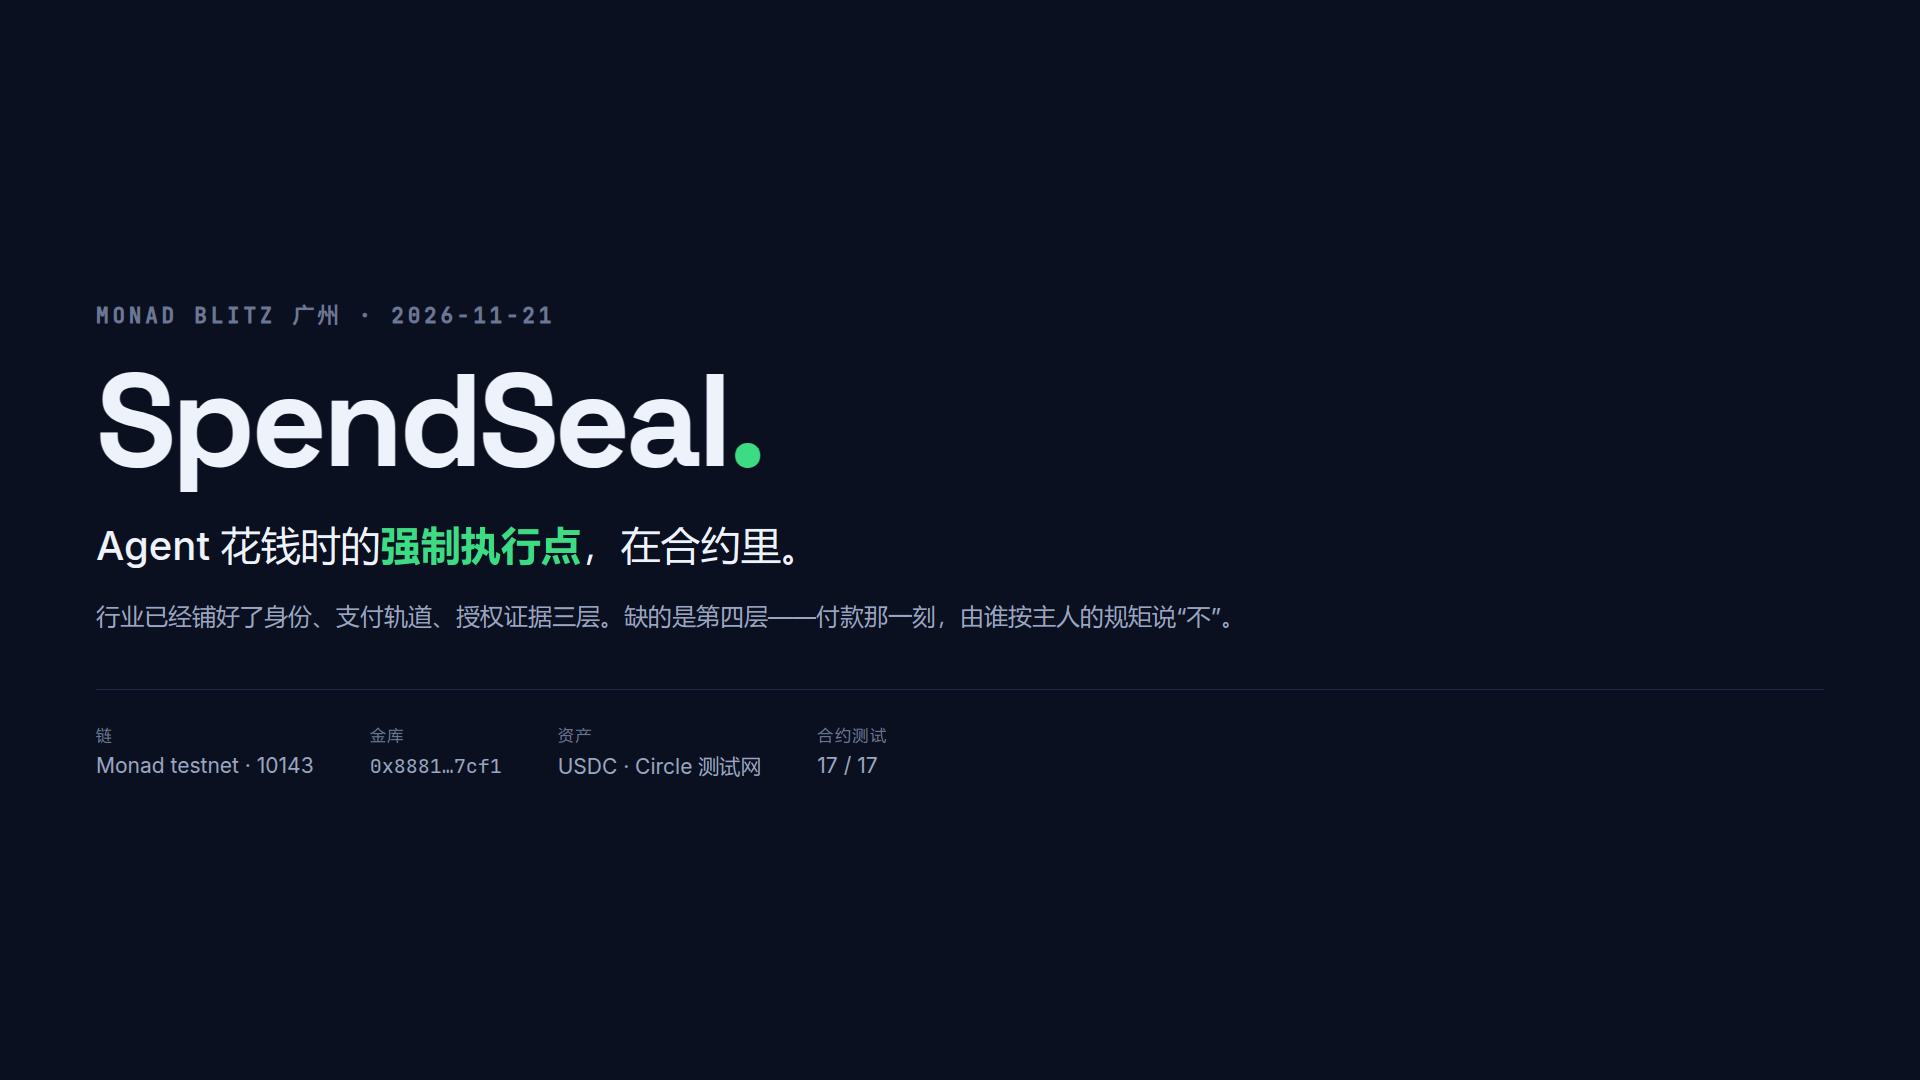 MONAD BLITZ 广州 · 2026-11-21
SpendSeal.
Agent 花钱时的强制执行点，在合约里。
行业已经铺好了身份、支付轨道、授权证据三层。缺的是第四层——付款那一刻，由谁按主人的规矩说“不”。
链 金库 资产 合约测试
Monad testnet · 10143 0x8881…7cf1 USDC · Circle 测试网 17 / 17